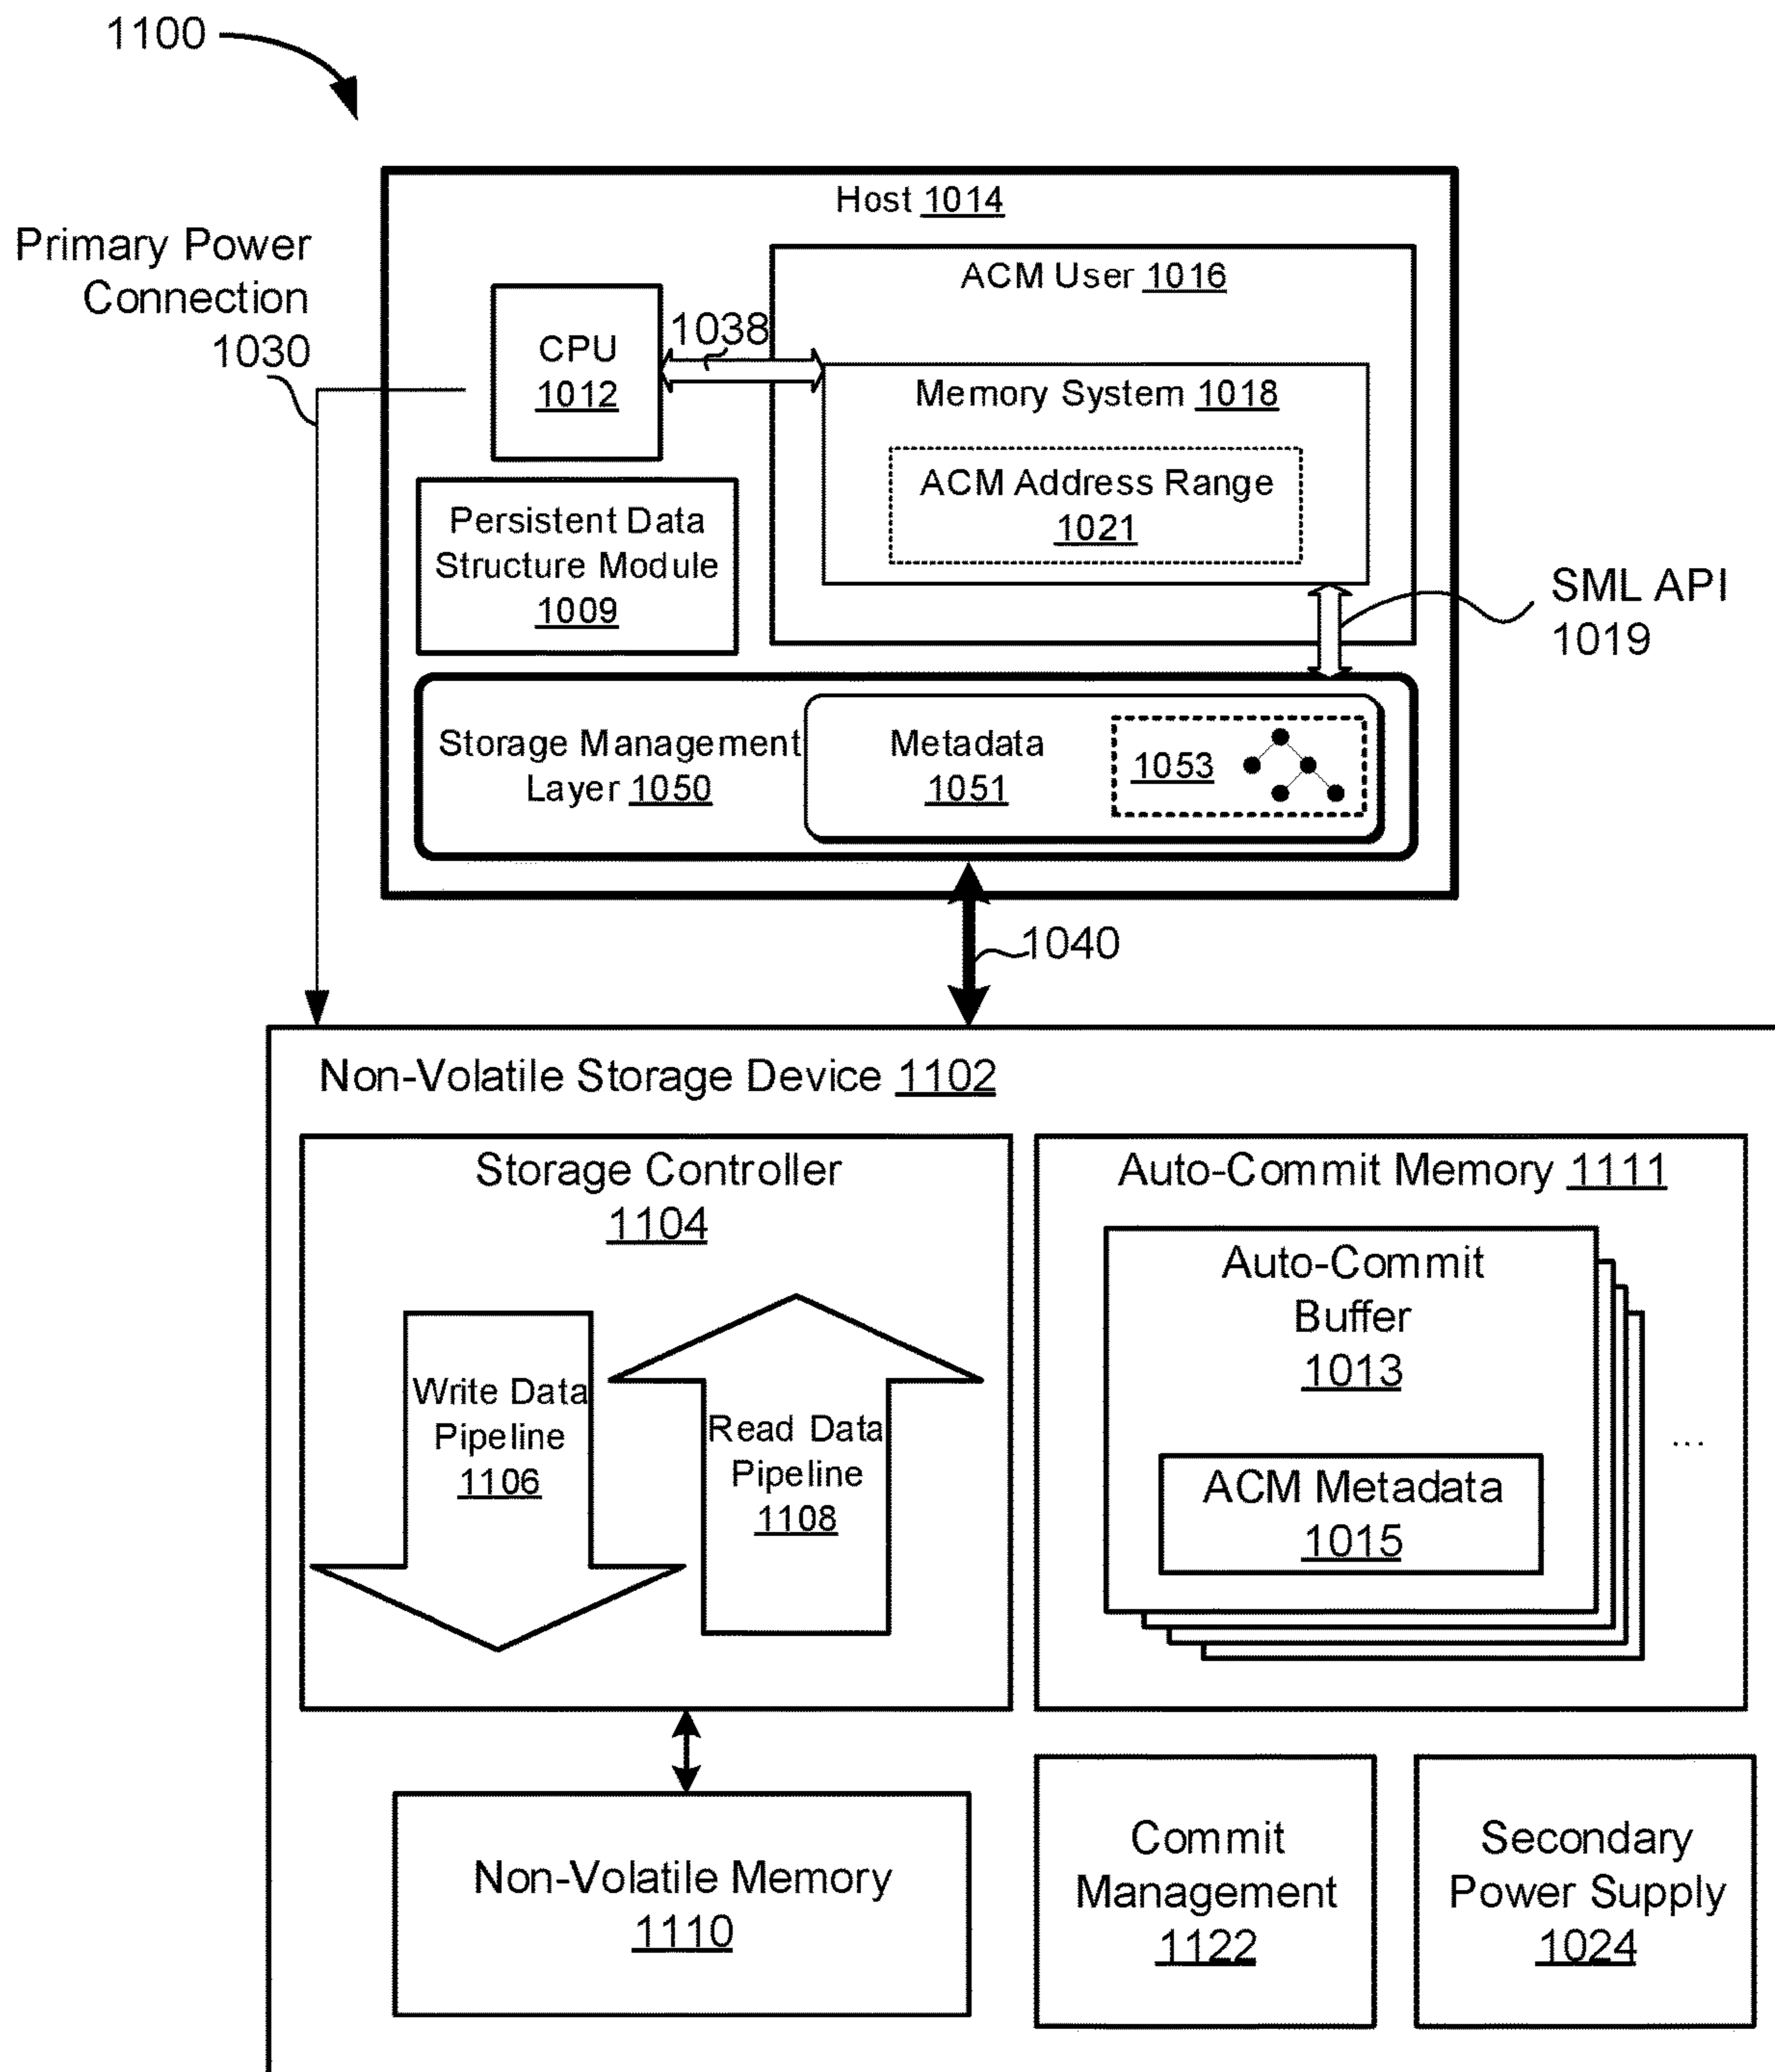 1100
Host 1014
Primary Power
Connection
1030
CPU
1012
1038
ACM User 1016
Memory System 1018
ACM Address Range
1021
Persistent Data
Structure Module
1009
SML API
1019
Storage Management
Layer 1050
Metadata
1051
1053
1040
Non-Volatile Storage Device 1102
Storage Controller
1104
Write Data
Pipeline
1106
Read Data
Pipeline
1108
Auto-Commit Memory 1111
Auto-Commit
Buffer
1013
ACM Metadata
1015
...
Non-Volatile Memory
1110
Commit
Management
1122
Secondary
Power Supply
1024